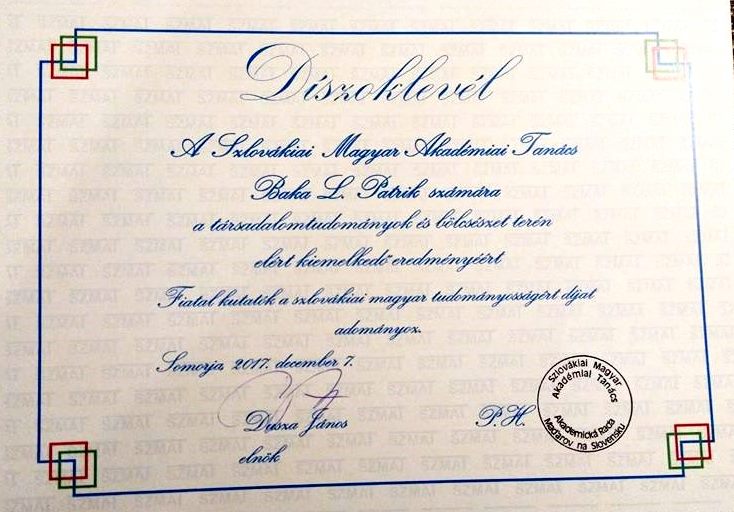 Díszoklevél
A Szlovákiai Magyar Akadémiai Tanács
Baka L. Patrik számára
a társadalomtudományok és bölcsészet terén
elért kiemelkedő eredményéért
Fiatal kutatók a szlovákiai magyar tudományosságért díjat
adományoz.
Somorja 2017. december 7.
Dusza János
elnök
P.H.
Szlovákiai Magyar
Akadémiai Tanács
Akademická Rada
Maďarov na Slovensku